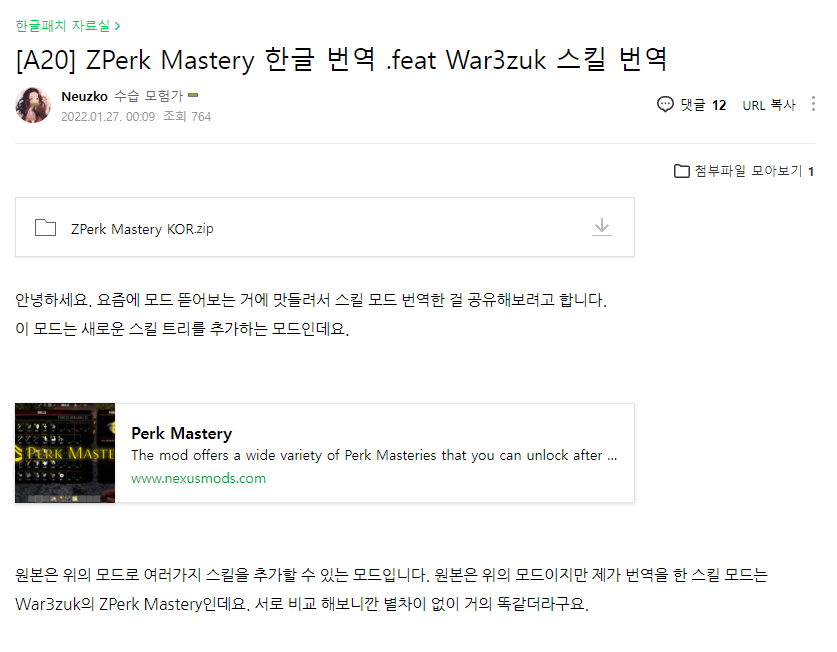 한글패치 자료실 >
[A20] ZPerk Mastery 한글 번역 .feat War3zuk 스킬 번역
Neuzko 수습 모험가
2022.01.27. 00:09 조회 764
댓글 12 URL 복사
첨부파일 모아보기 1
ZPerk Mastery KOR.zip
안녕하세요. 요즘에 모드 뜯어보는 거에 맛들려서 스킬 모드 번역한 걸 공유해보려고 합니다.
이 모드는 새로운 스킬 트리를 추가하는 모드인데요.
PERK MASTE
Perk Mastery
The mod offers a wide variety of Perk Masteries that you can unlock after ...
www.nexusmods.com
원본은 위의 모드로 여러가지 스킬을 추가할 수 있는 모드입니다. 원본은 위의 모드이지만 제가 번역을 한 스킬 모드는
War3zuk의 ZPerk Mastery인데요. 서로 비교 해보니깐 별차이 없이 거의 똑같더라구요.